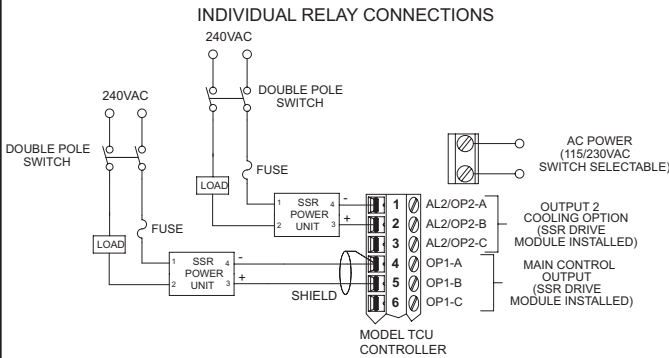 INDIVIDUAL RELAY CONNECTIONS
240VAC
DOUBLE POLE
SWITCH
240VAC
DOUBLE POLE
SWITCH
AC POWER
(115/230VAC
SWITCH SELECTABLE)
FUSE
LOAD
1 SSR 4 -
POWER
2 UNIT 3 +
1 AL2/OP2-A
2 AL2/OP2-B
3 AL2/OP2-C
OUTPUT 2
COOLING OPTION
(SSR DRIVE
MODULE INSTALLED)
FUSE
LOAD
1 SSR 4 -
POWER
2 UNIT 3 +
SHIELD
4 OP1-A
5 OP1-B
6 OP1-C
MAIN CONTROL
OUTPUT
(SSR DRIVE
MODULE INSTALLED)
MODEL TCU
CONTROLLER